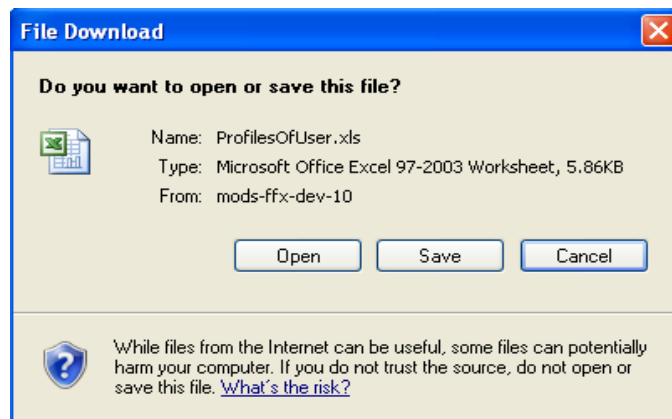 File Download
Do you want to open or save this file?
Name: ProfilesOfUser.xls
Type: Microsoft Office Excel 97-2003 Worksheet, 5.86KB
From: mods-ffx-dev-10
Open Save Cancel
While files from the Internet can be useful, some files can potentially
harm your computer. If you do not trust the source, do not open or
save this file. What's the risk?